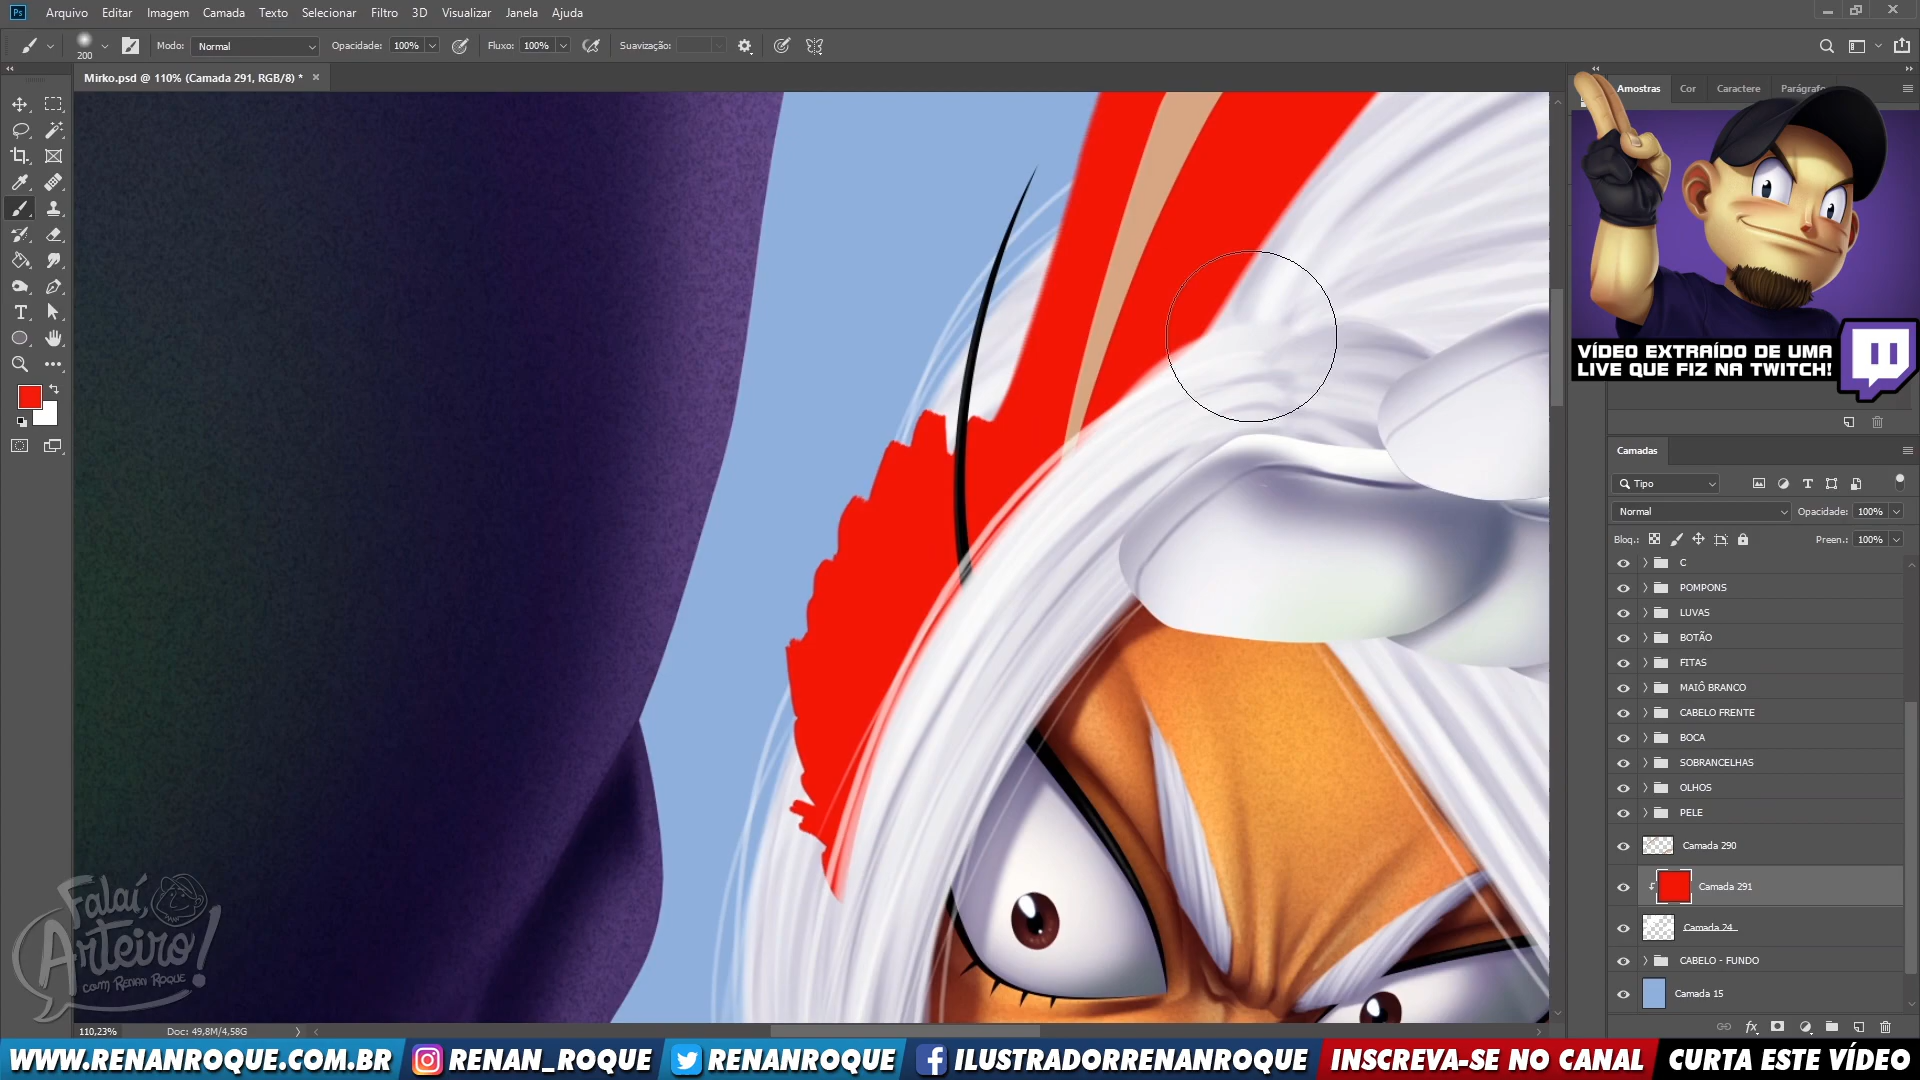 Ps Arquivo Editar Imagem Camada Texto Selecionar Filtro 3D Visualizar Janela Ajuda
200 Modo: Normal Opacidade: 100% Fluxo: 100% Suavização:
Mirko.psd @ 110% (Camada 291, RGB/8) * ×
Amostras Cor Caractere Parágrafo
VÍDEO EXTRAÍDO DE UMA
LIVE QUE FIZ NA TWITCH!
Camadas
Tipo
Normal Opacidade: 100%
Bloq.: Preen.: 100%
C
POMPONS
LUVAS
BOTÃO
FITAS
MAIÔ BRANCO
CABELO FRENTE
BOCA
SOBRANCELHAS
OLHOS
PELE
Camada 290
Camada 291
Camada 24
CABELO - FUNDO
Camada 15
fx
Falaí,
Arteiro!
com Renan Roque
110,23% Doc: 49,8M/4,58G
WWW.RENANROQUE.COM.BR RENAN_ROQUE RENANROQUE ILUSTRADORRENANROQUE INSCREVA-SE NO CANAL CURTA ESTE VÍDEO